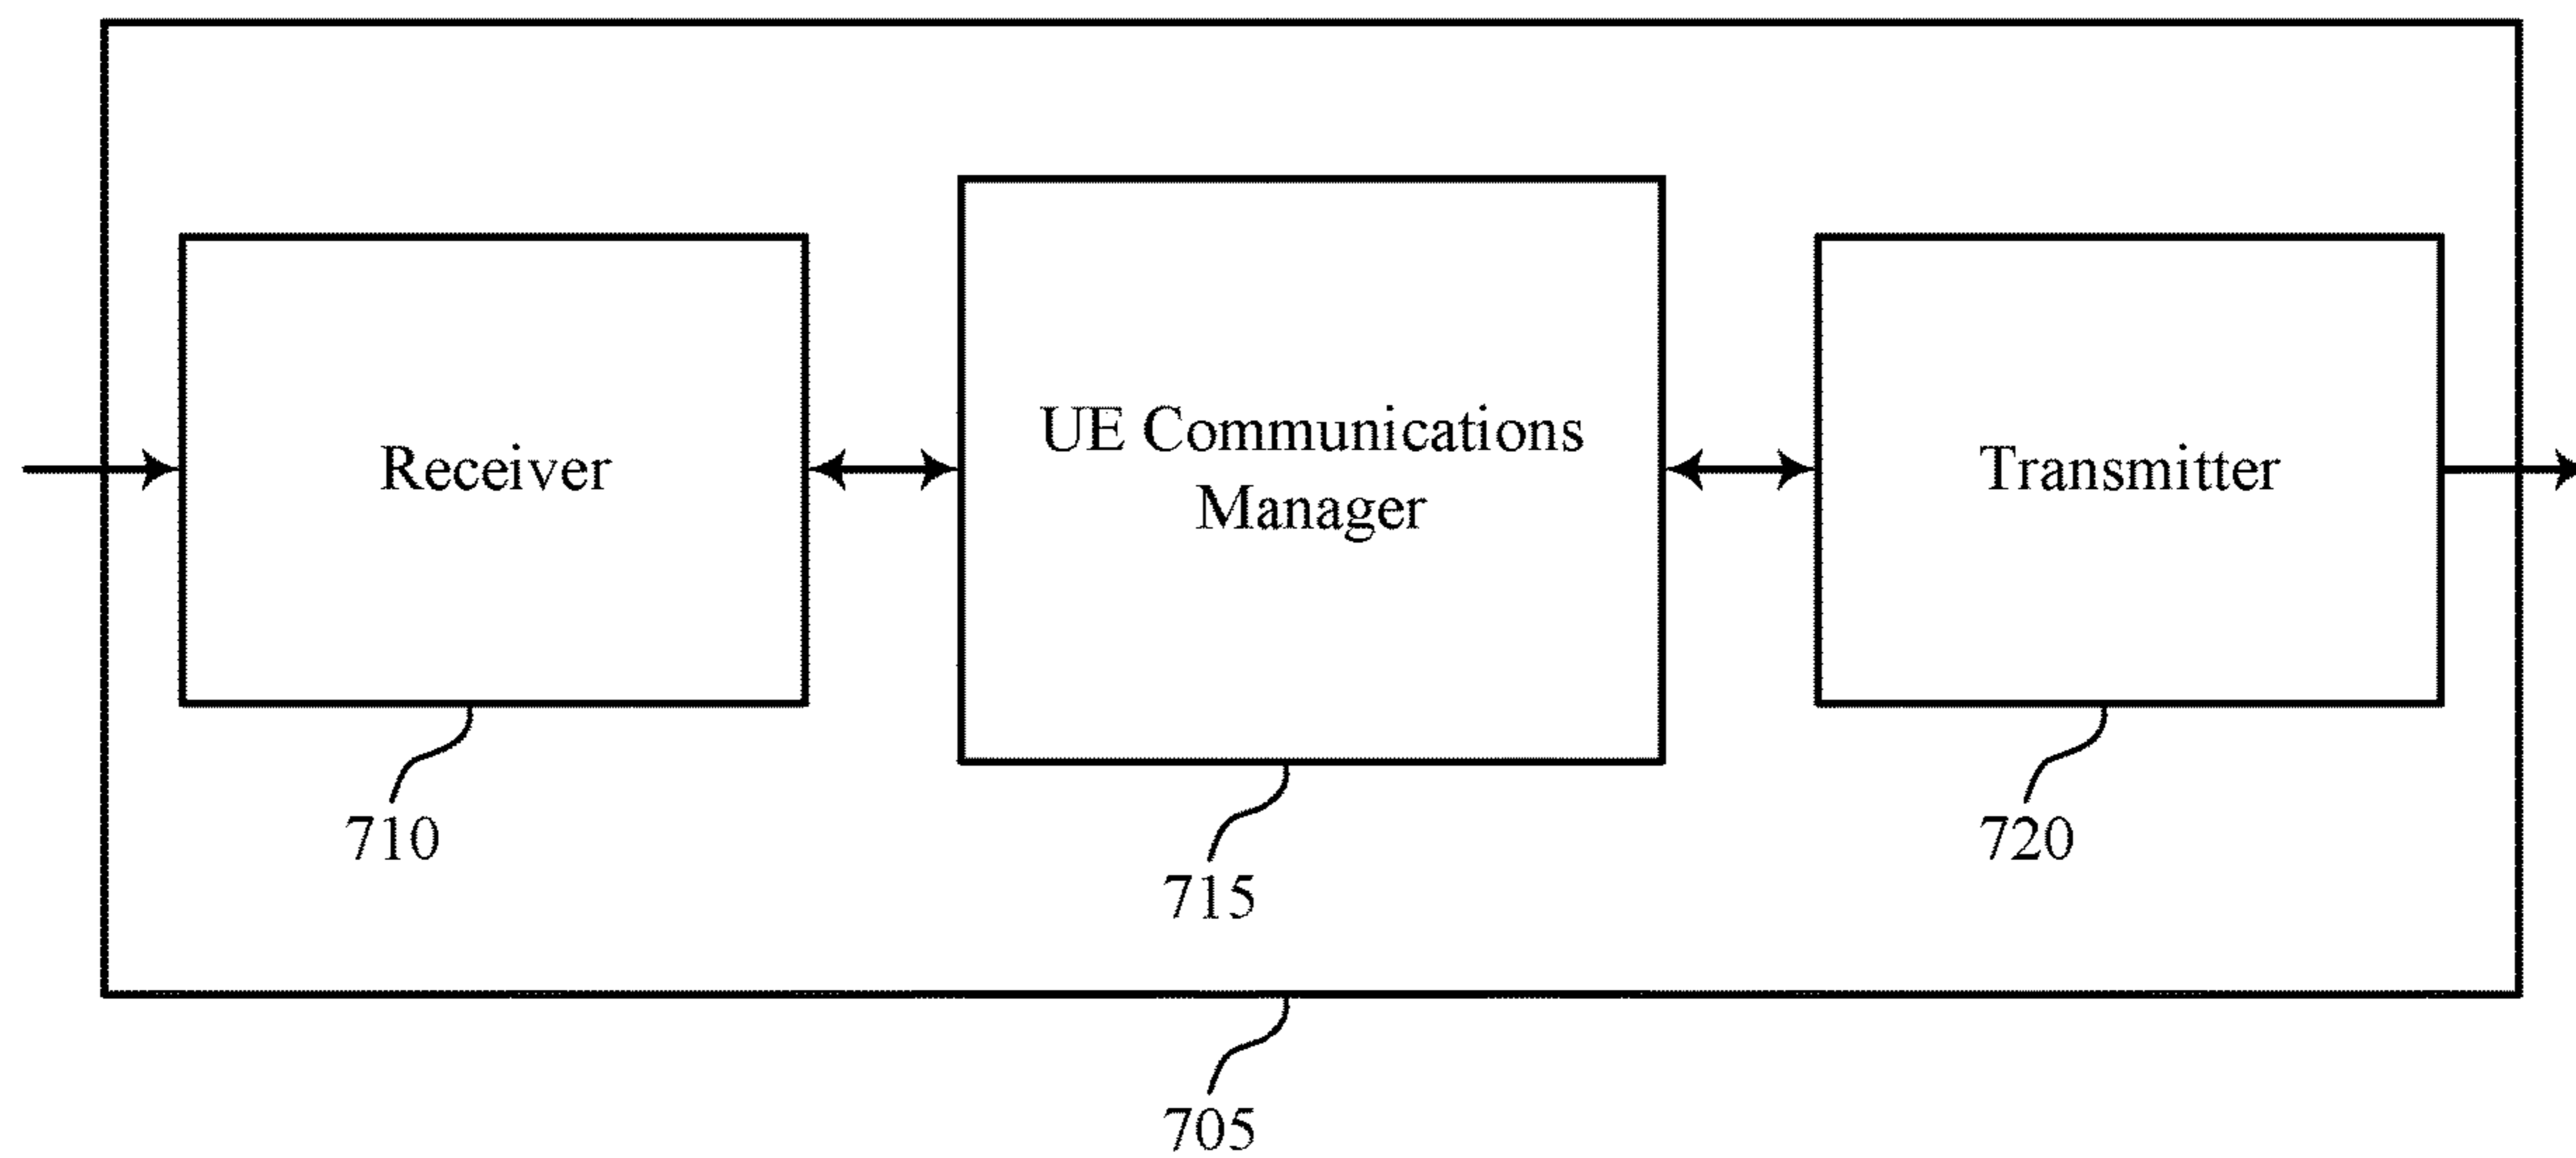 Receiver
UE Communications
Manager
Transmitter
710
715
720
705